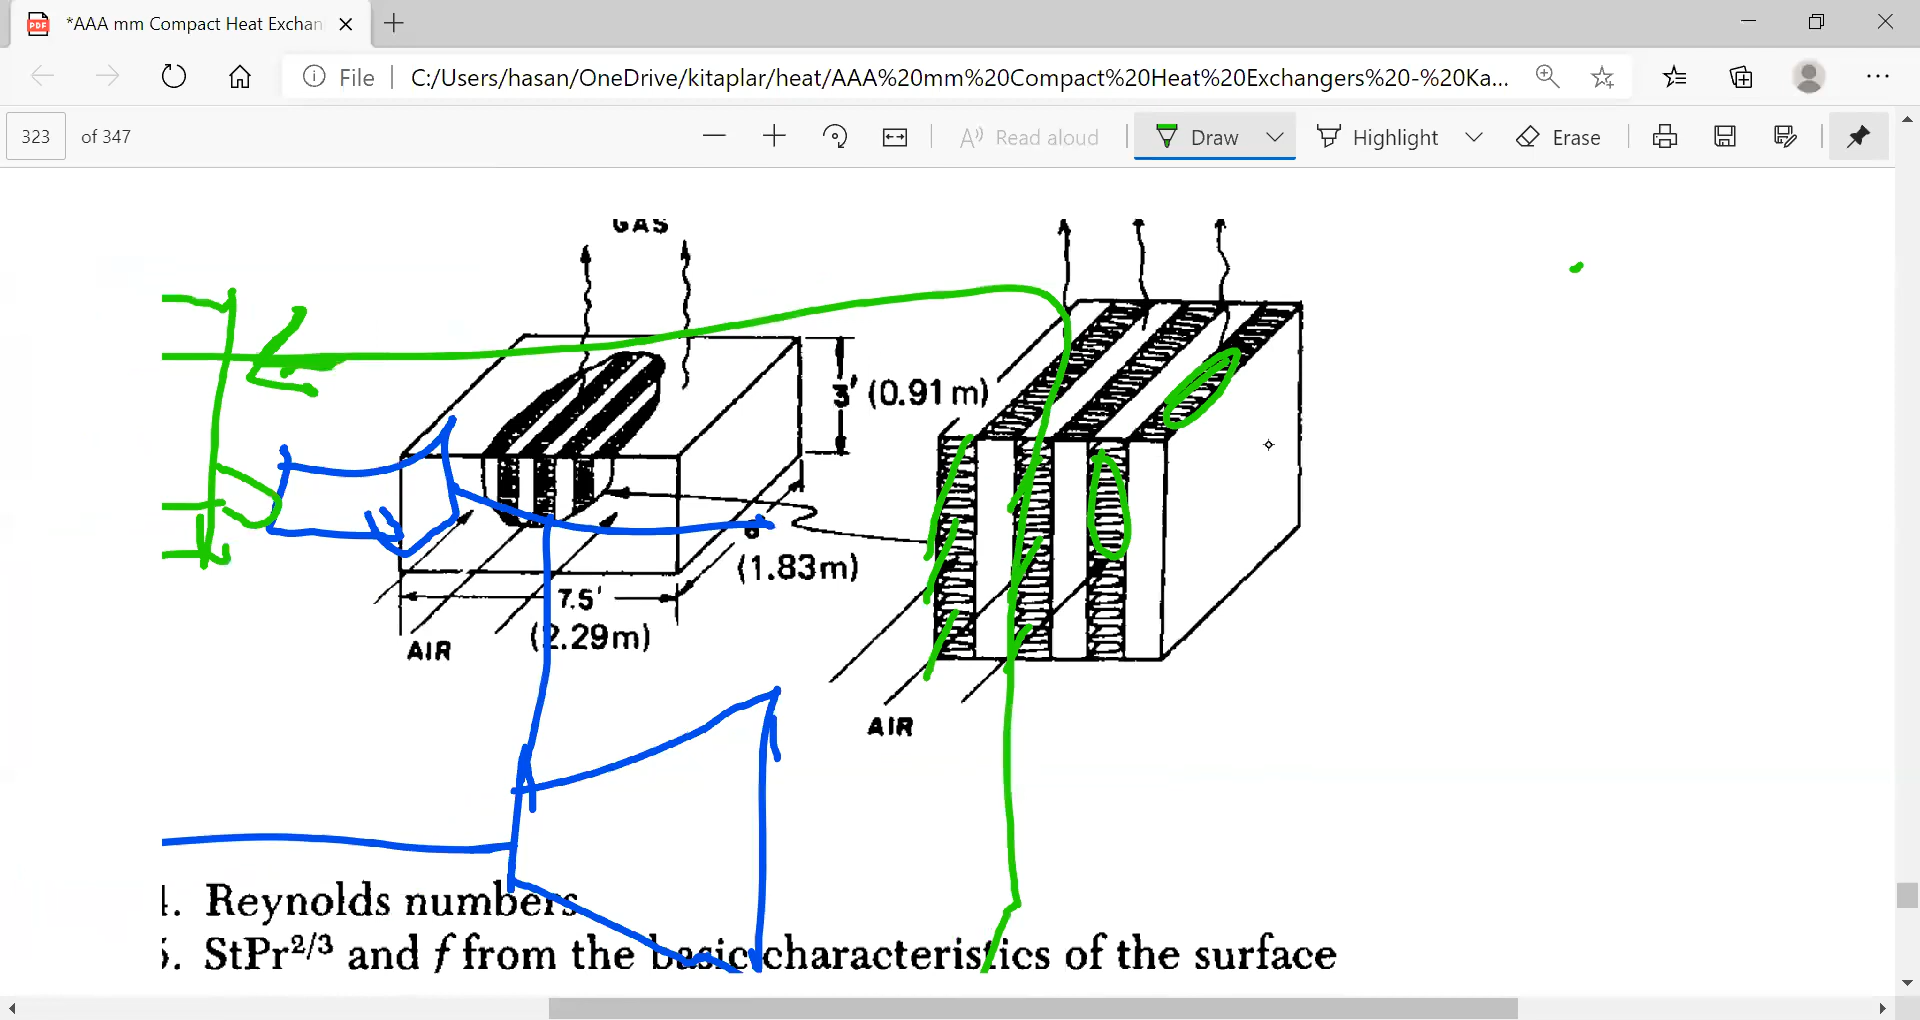 *AAA mm Compact Heat Exchan
File
C:/Users/hasan/OneDrive/kitaplar/heat/AAA%20mm%20Compact%20Heat%20Exchangers%20-%20Ka...
323 of 347
Read aloud
Draw
Highlight
Erase
GAS
3' (0.91 m)
(1.83m)
7.5'
(2.29m)
AIR
AIR
. Reynolds numbers
. StPr2/3 and f from the basic characteristics of the surface